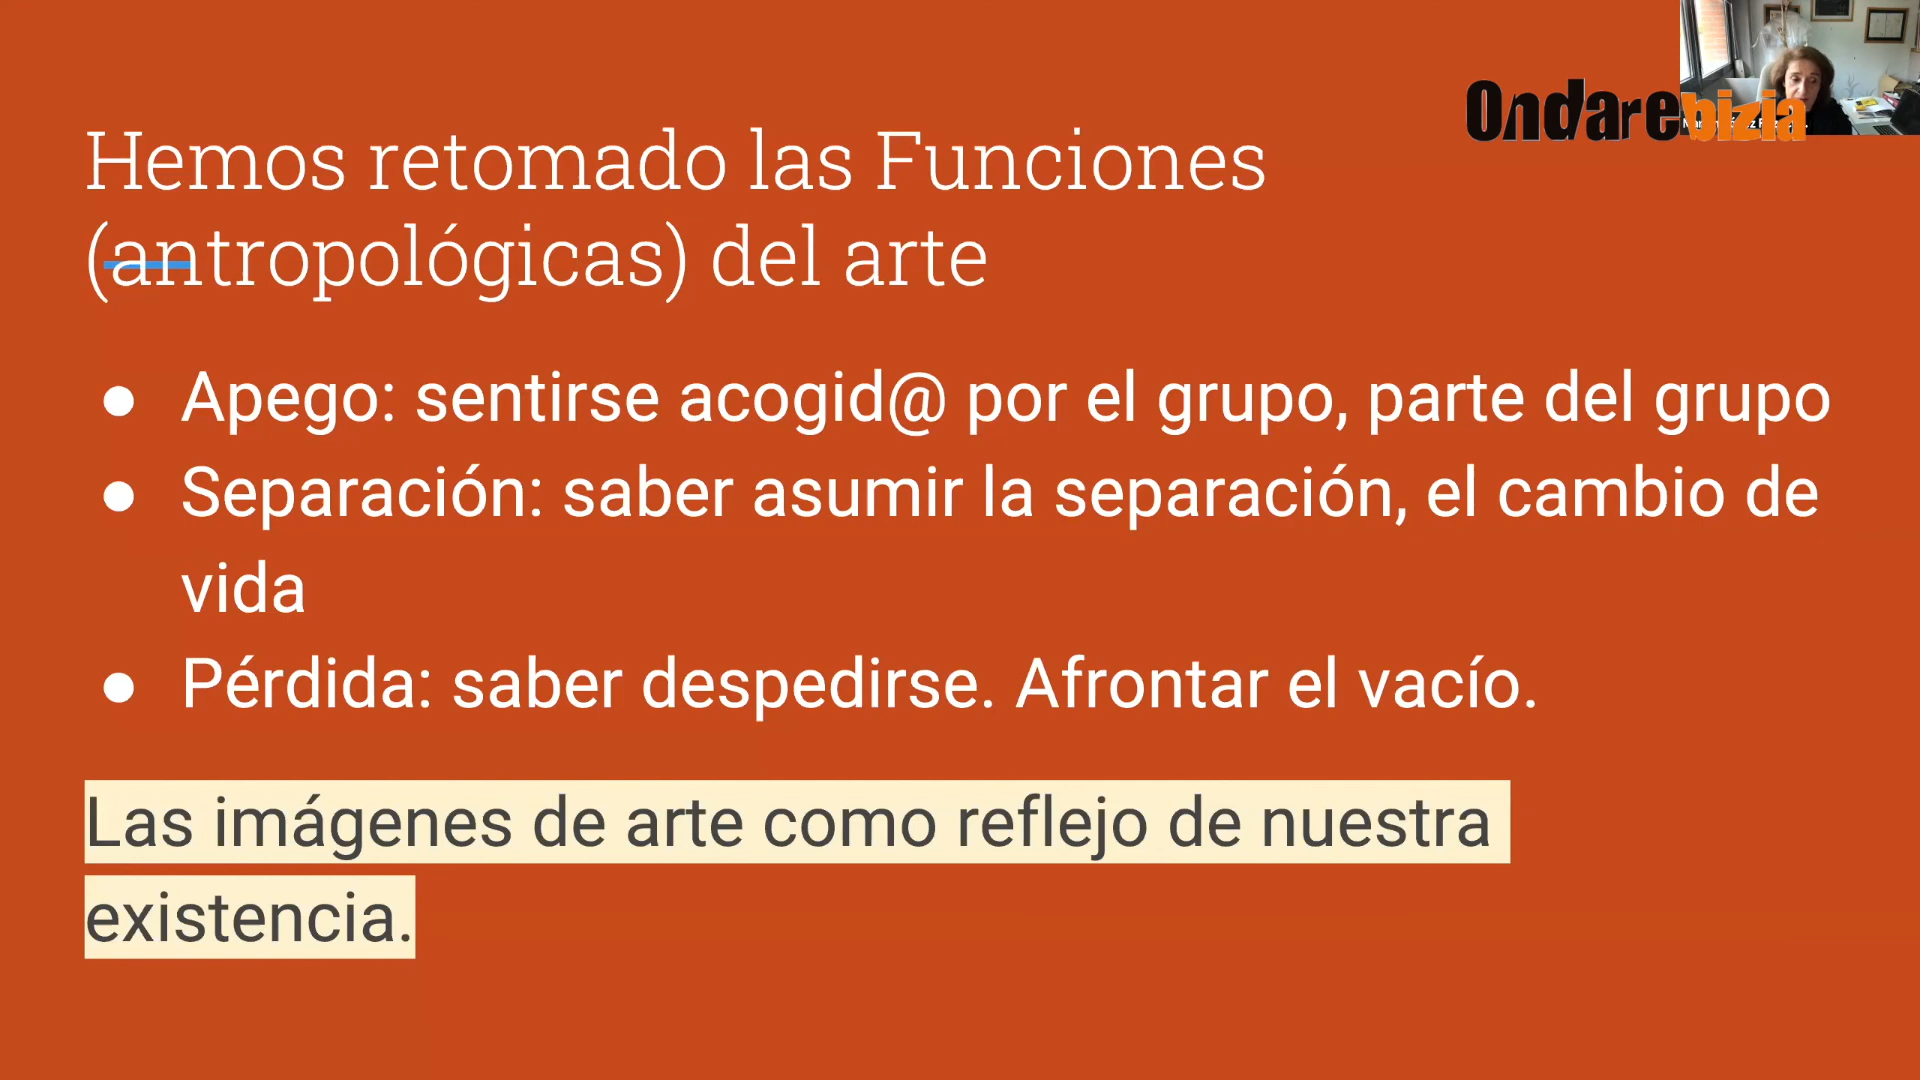 Ondarebizia
Hemos retomado las Funciones
(antropológicas) del arte
● Apego: sentirse acogid@ por el grupo, parte del grupo
● Separación: saber asumir la separación, el cambio de
vida
● Pérdida: saber despedirse. Afrontar el vacío.
Las imágenes de arte como reflejo de nuestra
existencia.